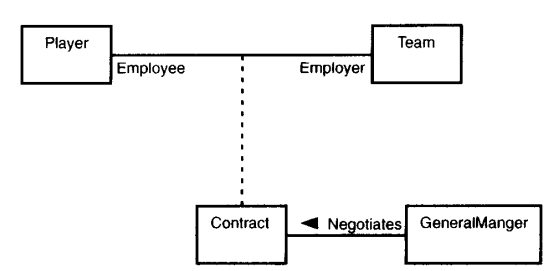 Player
Team
Employee
Employer
Contract
Negotiates
GeneralManger